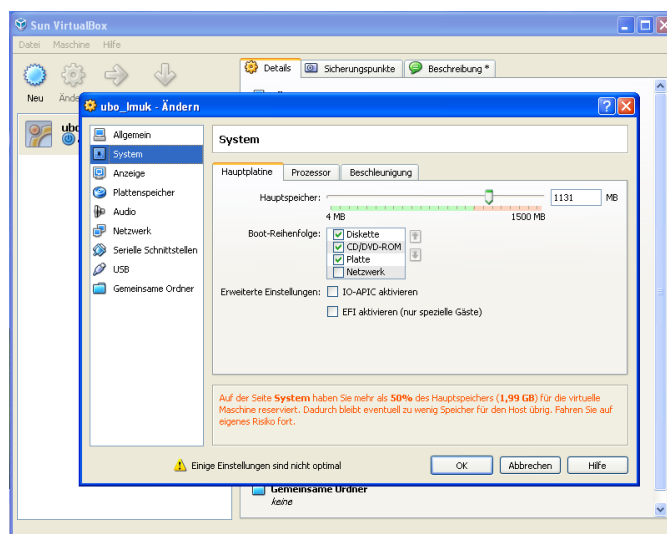 Sun VirtualBox
Datei Maschine Hilfe
Neu
Details Sicherungspunkte Beschreibung *
ubo_lmuk - Ändern
Allgemein
System
Anzeige
Plattenspeicher
Audio
Netzwerk
Serielle Schnittstellen
USB
Gemeinsame Ordner
System
Hauptplatine Prozessor Beschleunigung
Hauptspeicher: 1131 MB
4 MB 1500 MB
Boot-Reihenfolge: Diskette
CD/DVD-ROM
Platte
Netzwerk
Erweiterte Einstellungen: IO-APIC aktivieren
EFI aktivieren (nur spezielle Gäste)
Auf der Seite System haben Sie mehr als 50% des Hauptspeichers (1,99 GB) für die virtuelle
Maschine reserviert. Dadurch bleibt eventuell zu wenig Speicher für den Host übrig. Fahren Sie auf
eigenes Risiko fort.
Einige Einstellungen sind nicht optimal OK Abbrechen Hilfe
Gemeinsame Ordner
keine